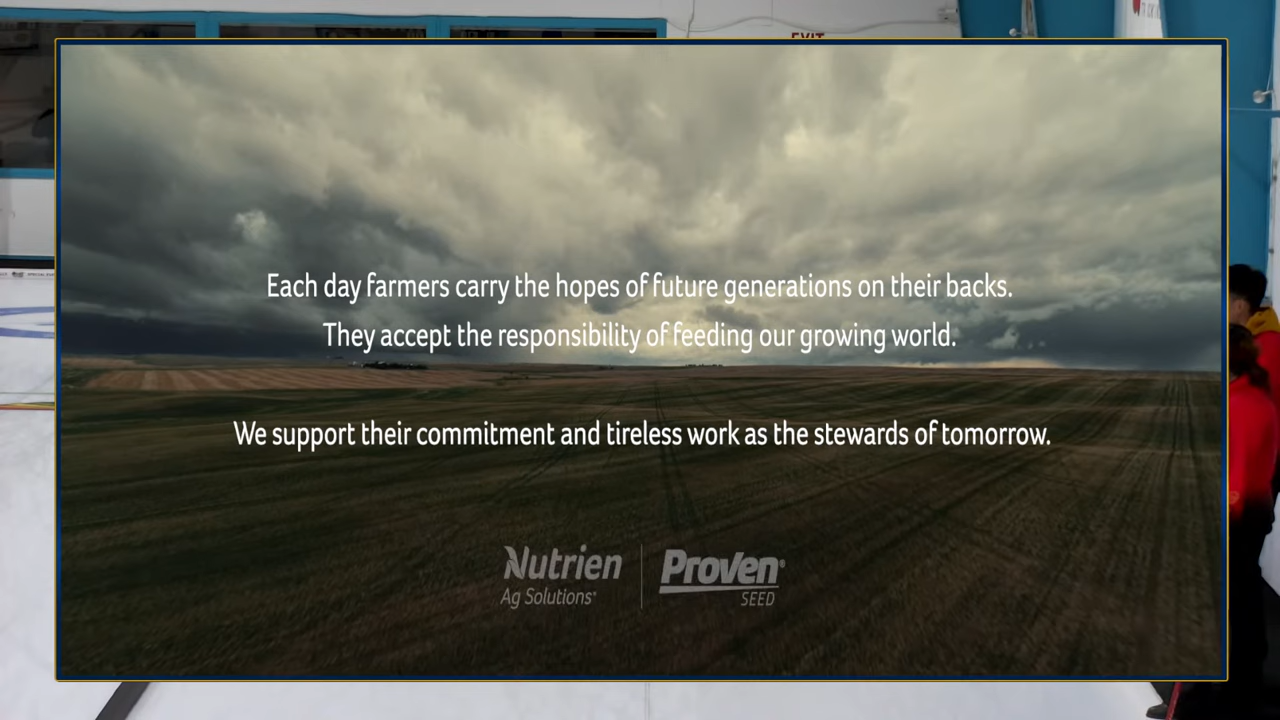 EXIT
Each day farmers carry the hopes of future generations on their backs.
They accept the responsibility of feeding our growing world.
We support their commitment and tireless work as the stewards of tomorrow.
Nutrien
Ag Solutions®
Proven®
SEED